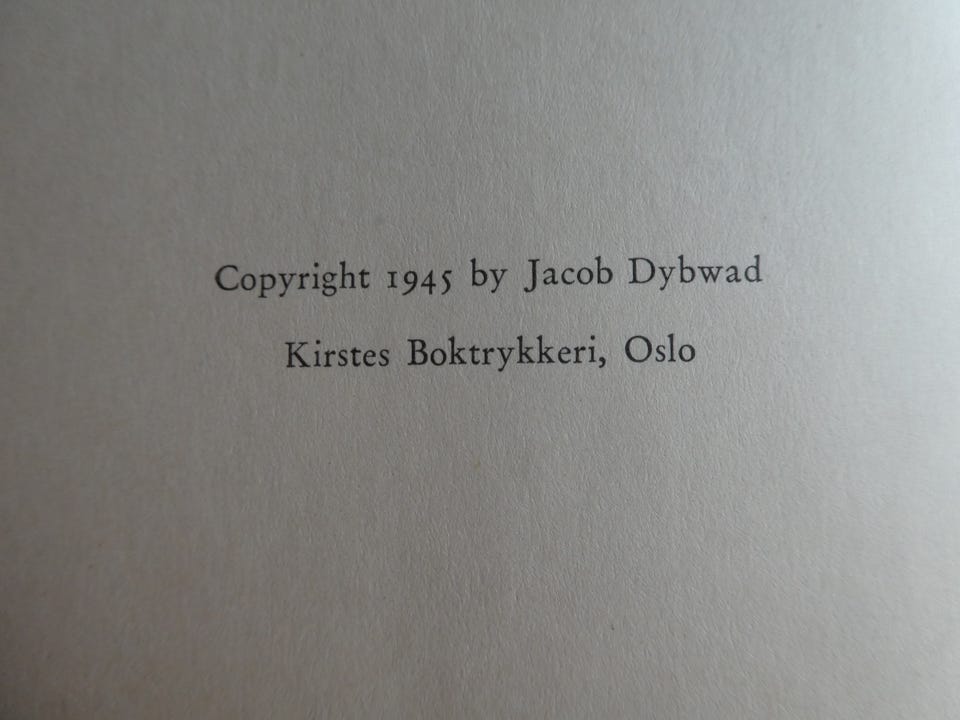 Copyright 1945 by Jacob Dybwad
Kirstes Boktrykkeri, Oslo